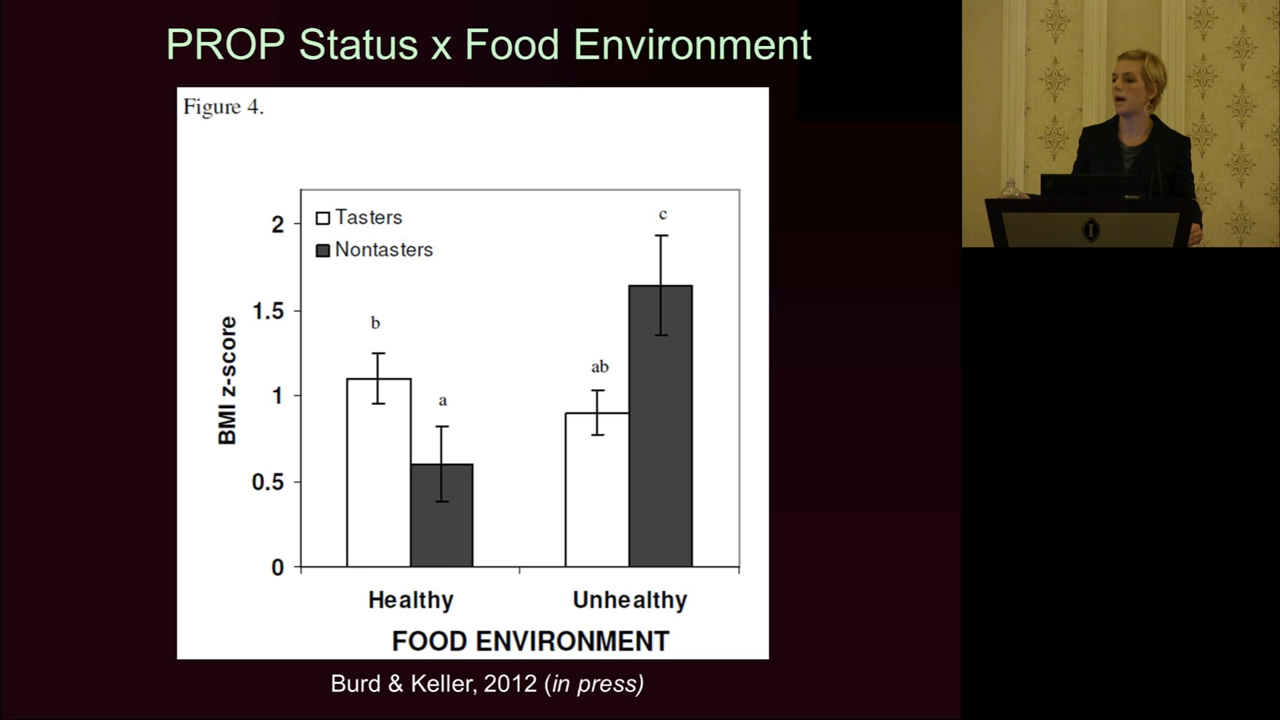 PROP Status x Food Environment
Figure 4.
Tasters
Nontasters
BMI z-score
2
1.5
1
0.5
0
b
a
ab
c
Healthy
Unhealthy
FOOD ENVIRONMENT
Burd & Keller, 2012 (in press)
I